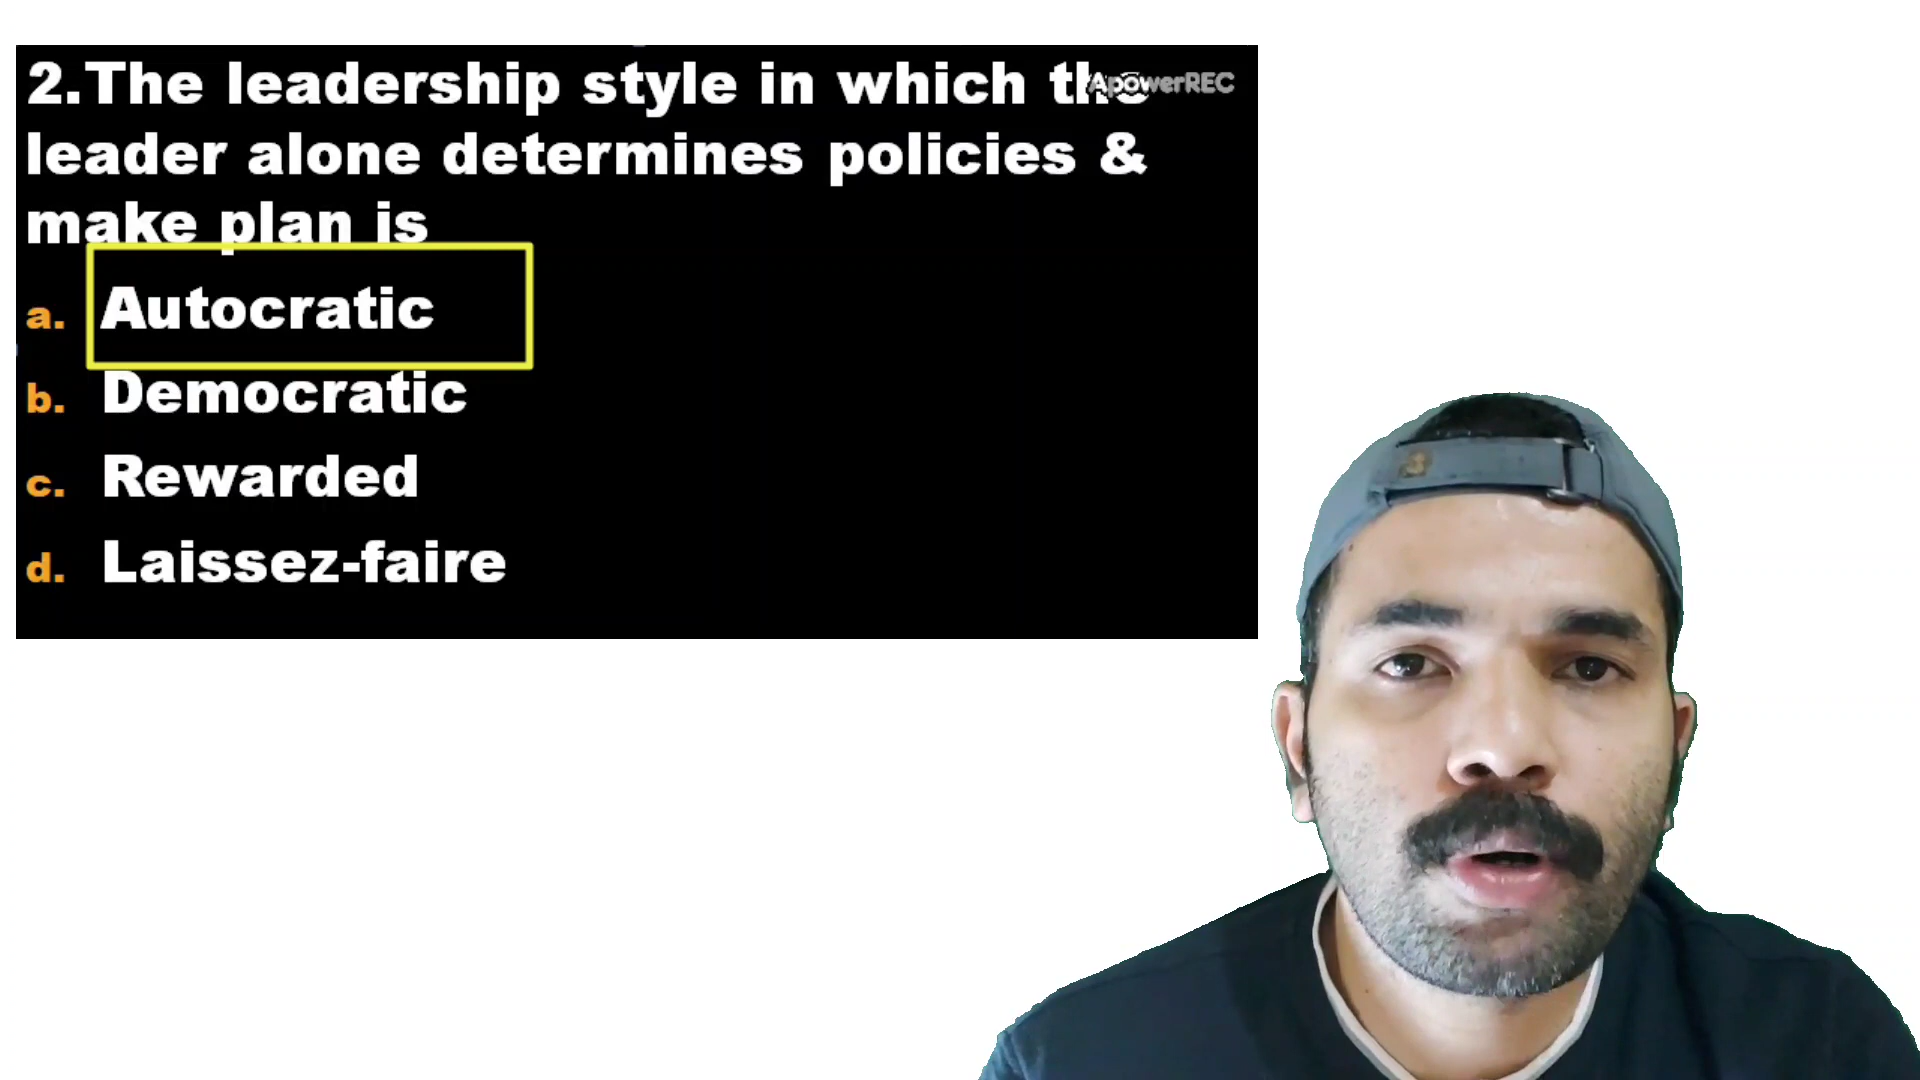 2.The leadership style in which the
ApowerREC
leader alone determines policies &
make plan is
a. Autocratic
b. Democratic
c. Rewarded
d. Laissez-faire